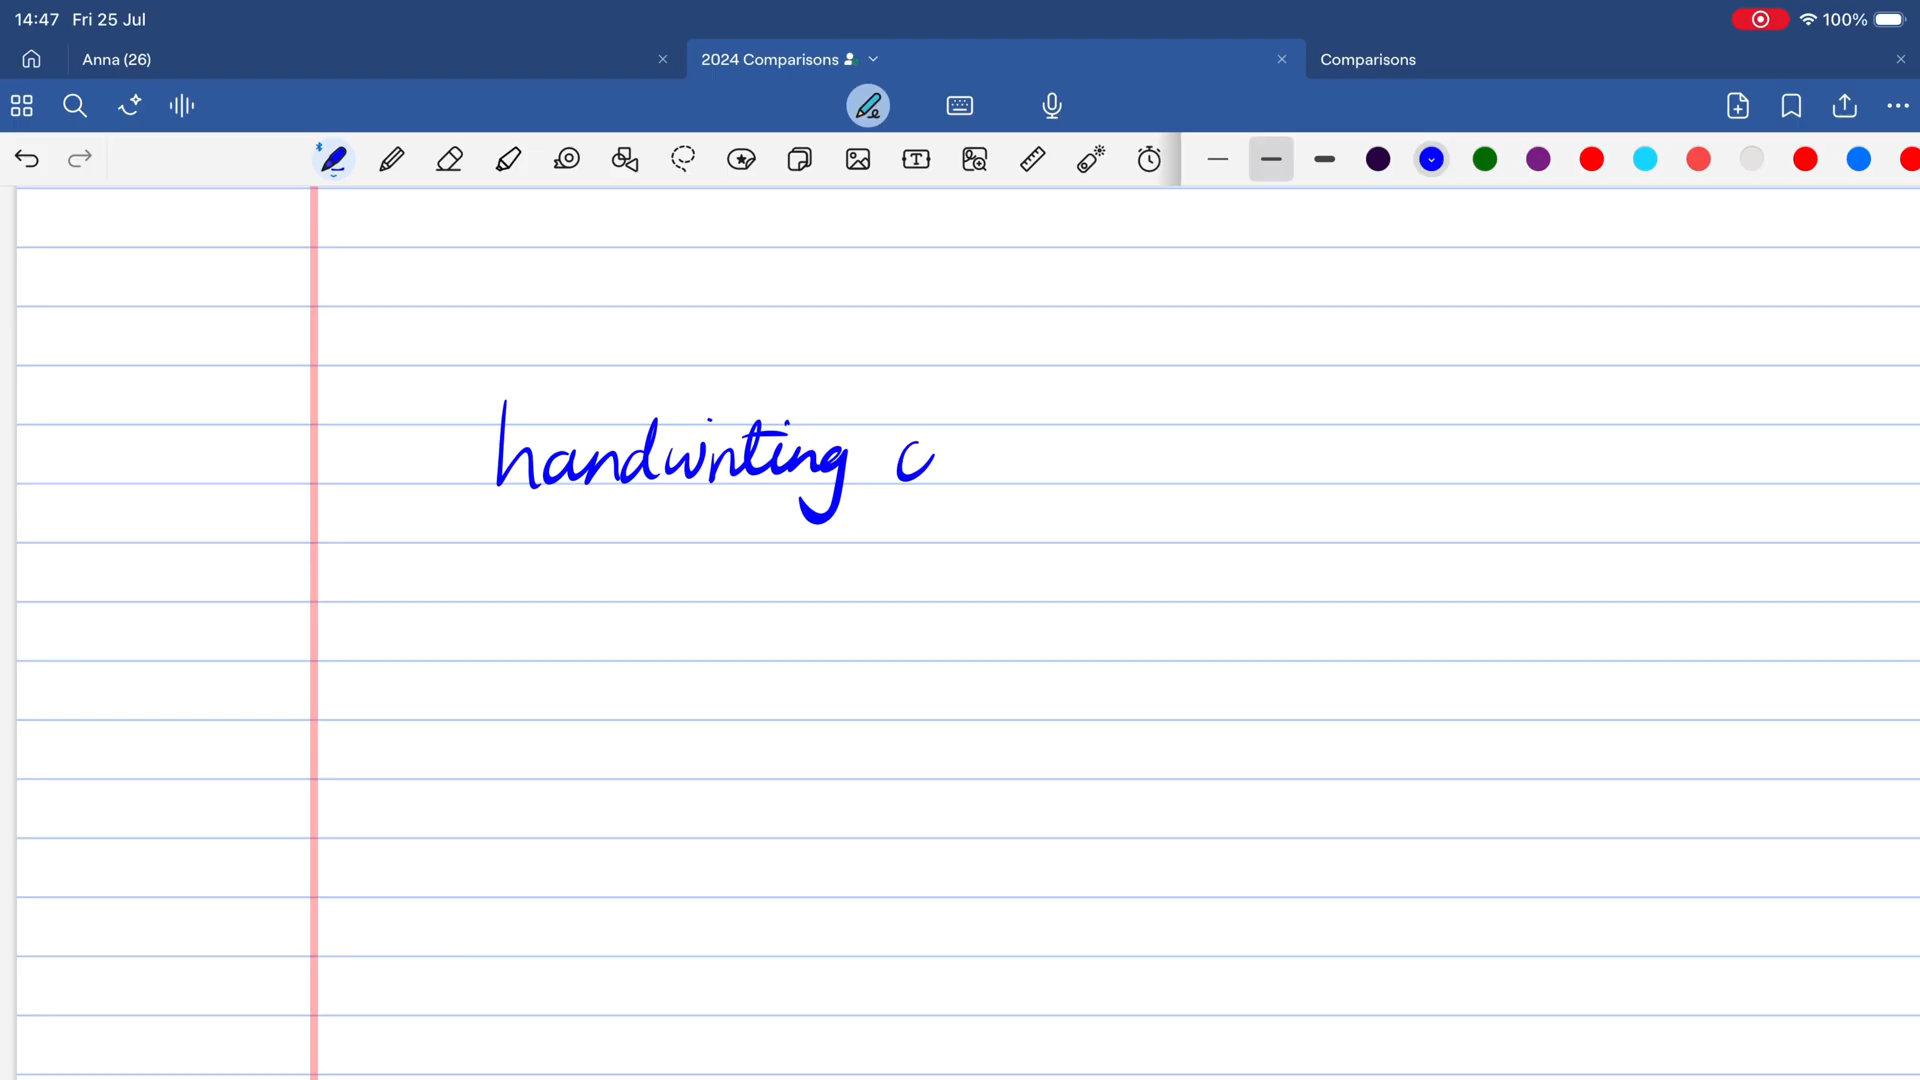 14:47 Fri 25 Jul 100%
Anna (26) 2024 Comparisons Comparisons
T
handwriting c